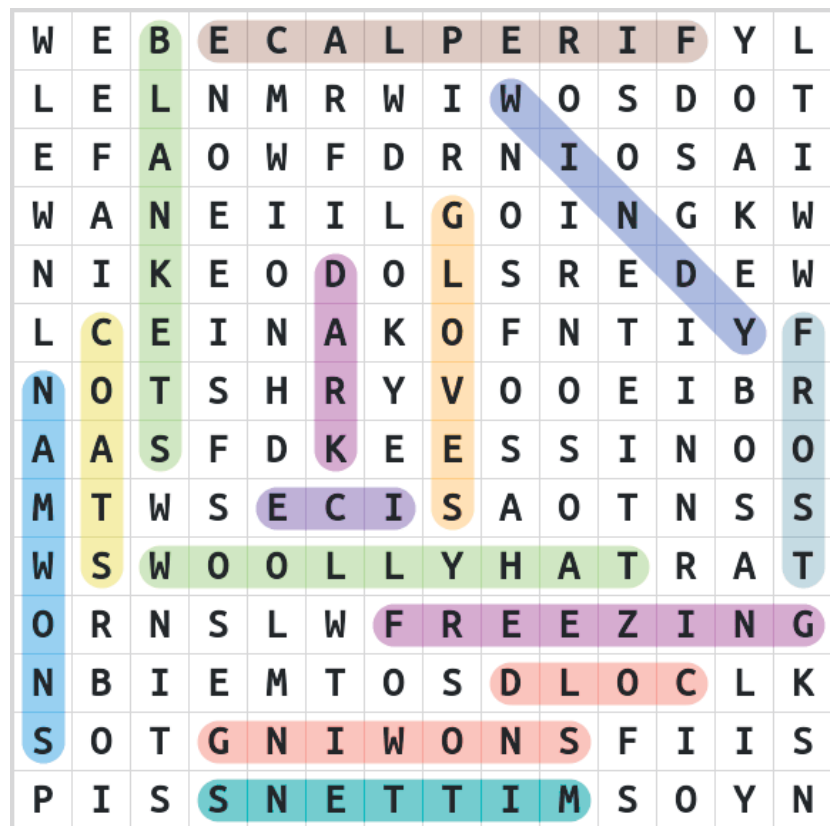 W E B E C A L P E R I F Y L
L E L N M R W I W O S D O T
E F A O W F D R N I O S A I
W A N E I I L G O I N G K W
N I K E O D O L S R E D E W
L C E I N A K O F N T I Y F
N O T S H R Y V O O E I B R
A A S F D K E E S S I N O O
M T W S E C I S A O T N S S
W S W O O L L Y H A T R A T
O R N S L W F R E E Z I N G
N B I E M T O S D L O C L K
S O T G N I W O N S F I I S
P I S S N E T T I M S O Y N